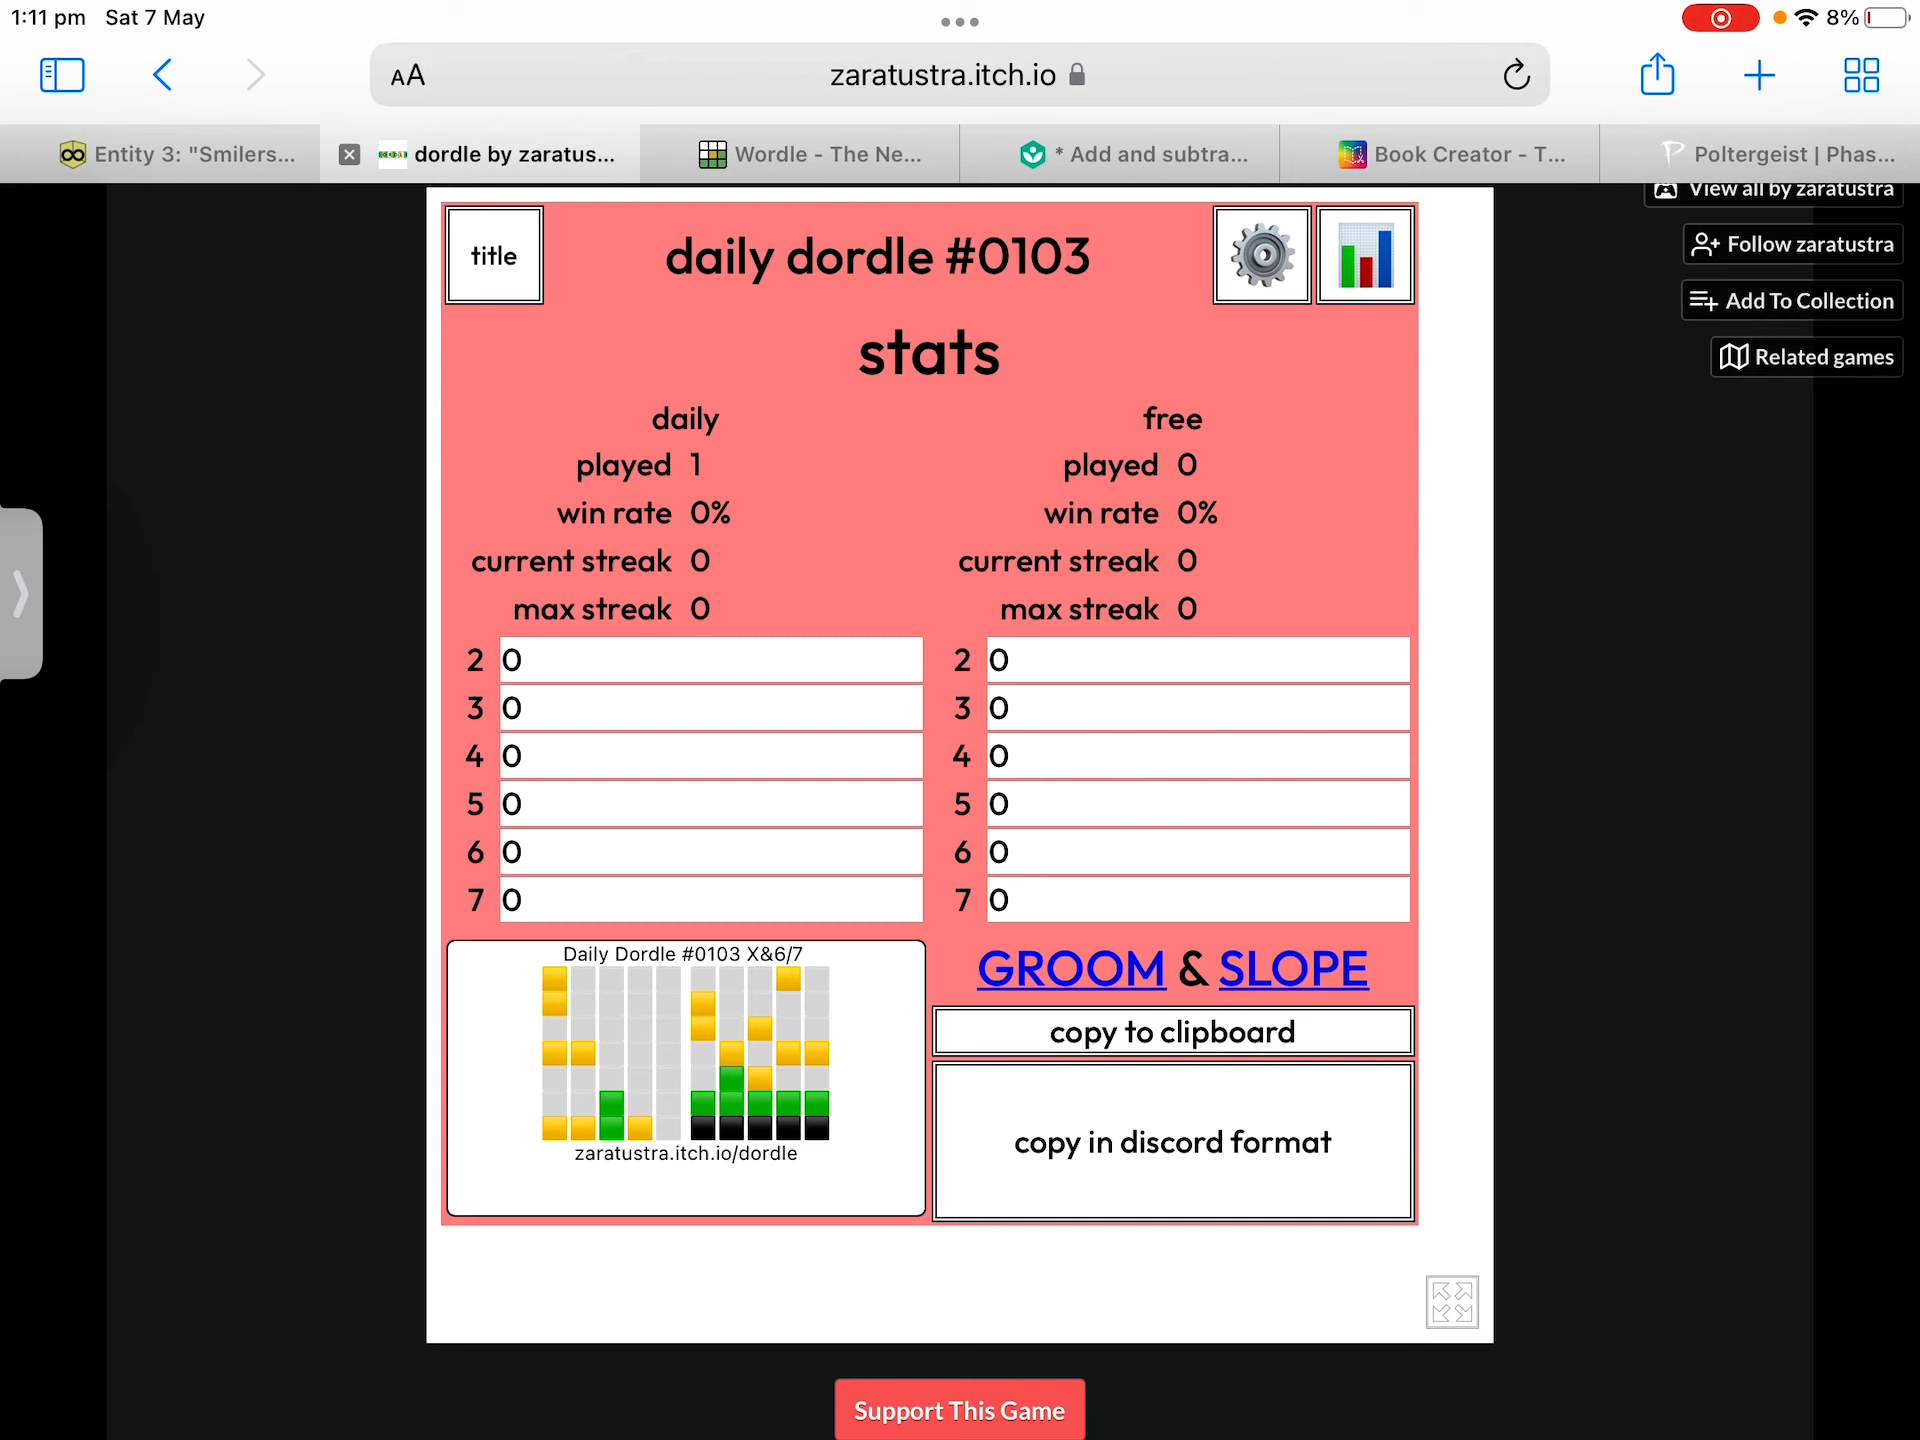 1:11 pm Sat 7 May
8%
AA
zaratustra.itch.io
Entity 3: "Smilers...
dordle by zaratus...
Wordle - The Ne...
* Add and subtra...
Book Creator - T...
Poltergeist | Phas...
View all by zaratustra
Follow zaratustra
Add To Collection
Related games
title
daily dordle #0103
stats
daily
played 1
win rate 0%
current streak 0
max streak 0
2 0
3 0
4 0
5 0
6 0
7 0
free
played 0
win rate 0%
current streak 0
max streak 0
2 0
3 0
4 0
5 0
6 0
7 0
Daily Dordle #0103 X&6/7
zaratustra.itch.io/dordle
GROOM & SLOPE
copy to clipboard
copy in discord format
Support This Game